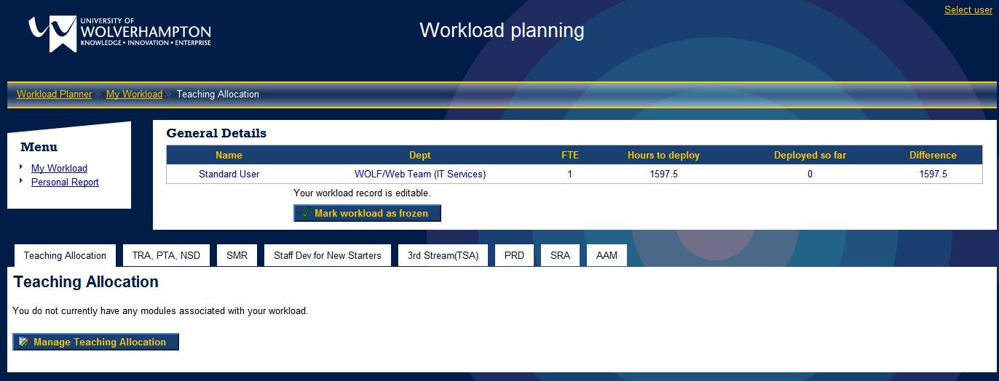 Select user
UNIVERSITY OF
WOLVERHAMPTON
KNOWLEDGE • INNOVATION • ENTERPRISE
Workload planning
Workload Planner » My Workload » Teaching Allocation
Menu
My Workload
Personal Report
General Details
Name Dept FTE Hours to deploy Deployed so far Difference
Standard User WOLF/Web Team (IT Services) 1 1597.5 0 1597.5
Your workload record is editable.
Mark workload as frozen
Teaching Allocation TRA, PTA, NSD SMR Staff Dev for New Starters 3rd Stream(TSA) PRD SRA AAM
Teaching Allocation
You do not currently have any modules associated with your workload.
Manage Teaching Allocation